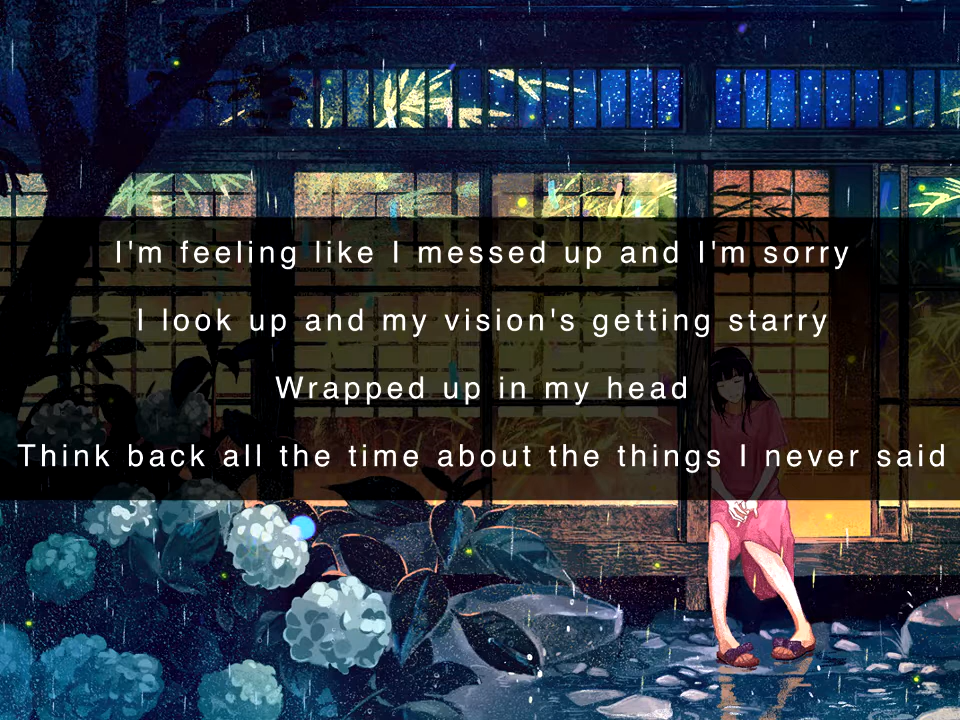 I'm feeling like I messed up and I'm sorry
I look up and my vision's getting starry
Wrapped up in my head
Think back all the time about the things I never said